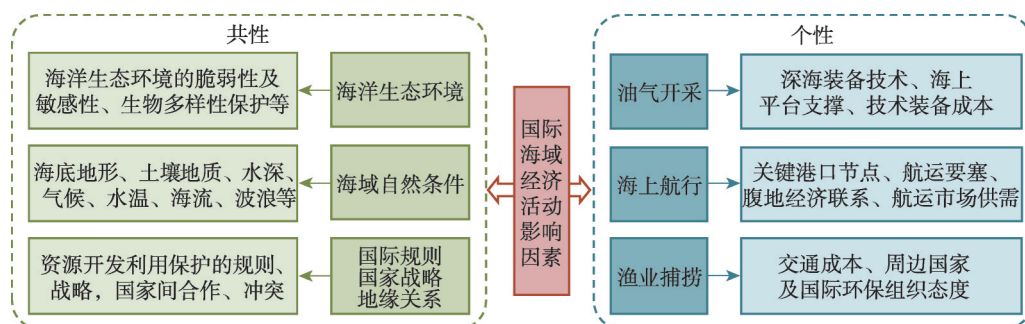 共性
海洋生态环境的脆弱性及
敏感性、生物多样性保护等
海洋生态环境
海底地形、土壤地质、水深、
气候、水温、海流、波浪等
海域自然条件
资源开发利用保护的规则、
战略，国家间合作、冲突
国际规则
国家战略
地缘关系
国际
海域
经济
活动
影响
因素
个性
油气开采
深海装备技术、海上
平台支撑、技术装备成本
海上航行
关键港口节点、航运要塞、
腹地经济联系、航运市场供需
渔业捕捞
交通成本、周边国家
及国际环保组织态度